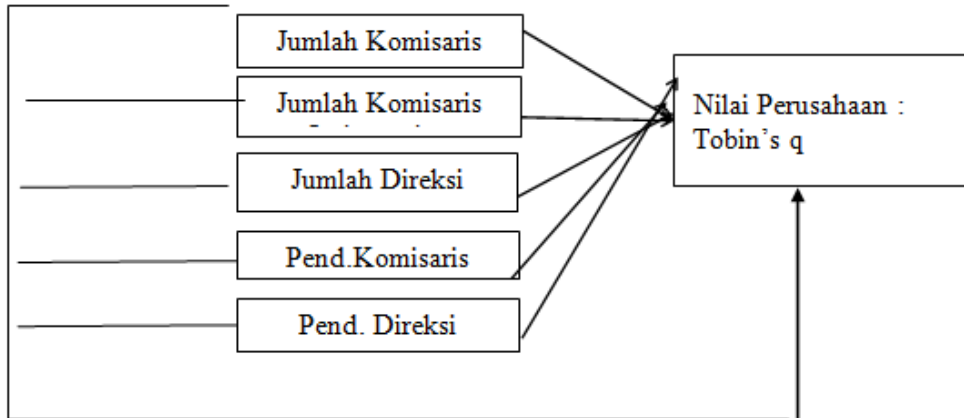 Jumlah Komisaris
Jumlah Komisaris
Jumlah Direksi
Pend.Komisaris
Pend. Direksi
Nilai Perusahaan :
Tobin’s q